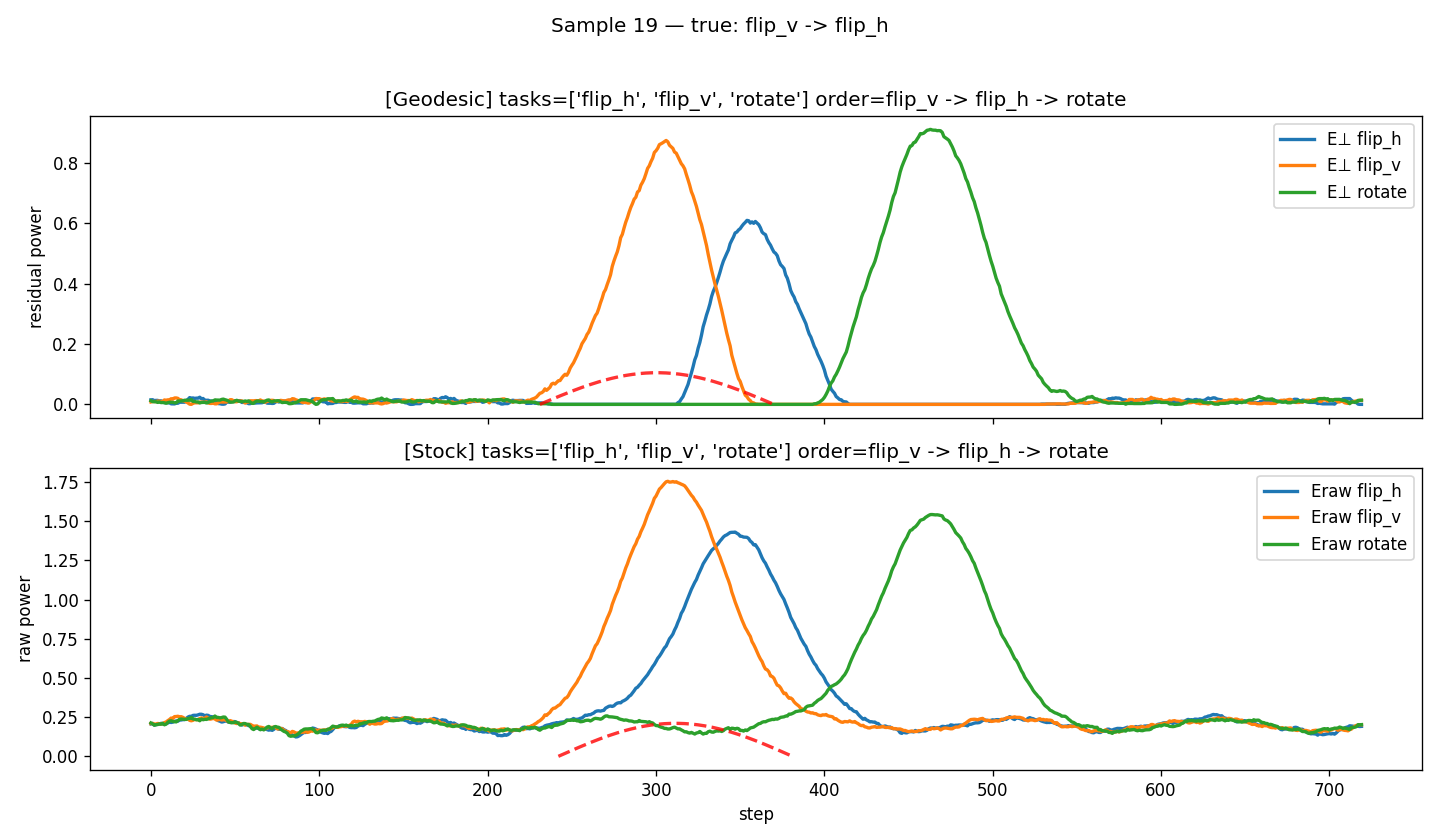 Sample 19 — true: flip_v -> flip_h
[Geodesic] tasks=['flip_h', 'flip_v', 'rotate'] order=flip_v -> flip_h -> rotate
residual power
0.8
0.6
0.4
0.2
0.0
E⊥ flip_h
E⊥ flip_v
E⊥ rotate
[Stock] tasks=['flip_h', 'flip_v', 'rotate'] order=flip_v -> flip_h -> rotate
raw power
1.75
1.50
1.25
1.00
0.75
0.50
0.25
0.00
Eraw flip_h
Eraw flip_v
Eraw rotate
0 100 200 300 400 500 600 700
step